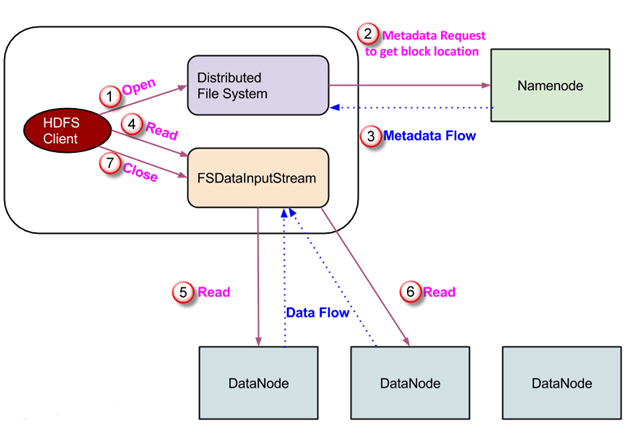 2 Metadata Request
to get block location
1 Open
Distributed
File System
Namenode
HDFS
Client
4 Read
3 Metadata Flow
7 Close
FSDataInputStream
5 Read
6 Read
Data Flow
DataNode
DataNode
DataNode